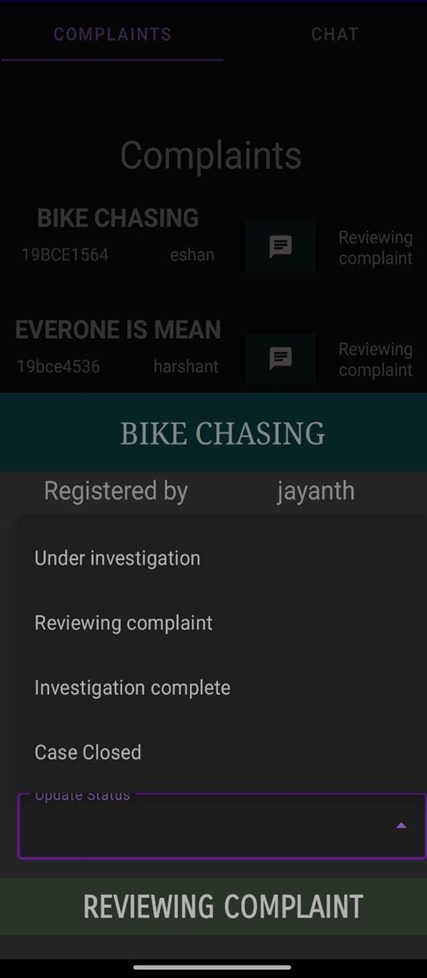 COMPLAINTS CHAT
Complaints
BIKE CHASING
19BCE1564 eshan
Reviewing
complaint
EVERONE IS MEAN
19bce4536 harshant
Reviewing
complaint
BIKE CHASING
Registered by jayanth
Under investigation
Reviewing complaint
Investigation complete
Case Closed
Update Status
REVIEWING COMPLAINT